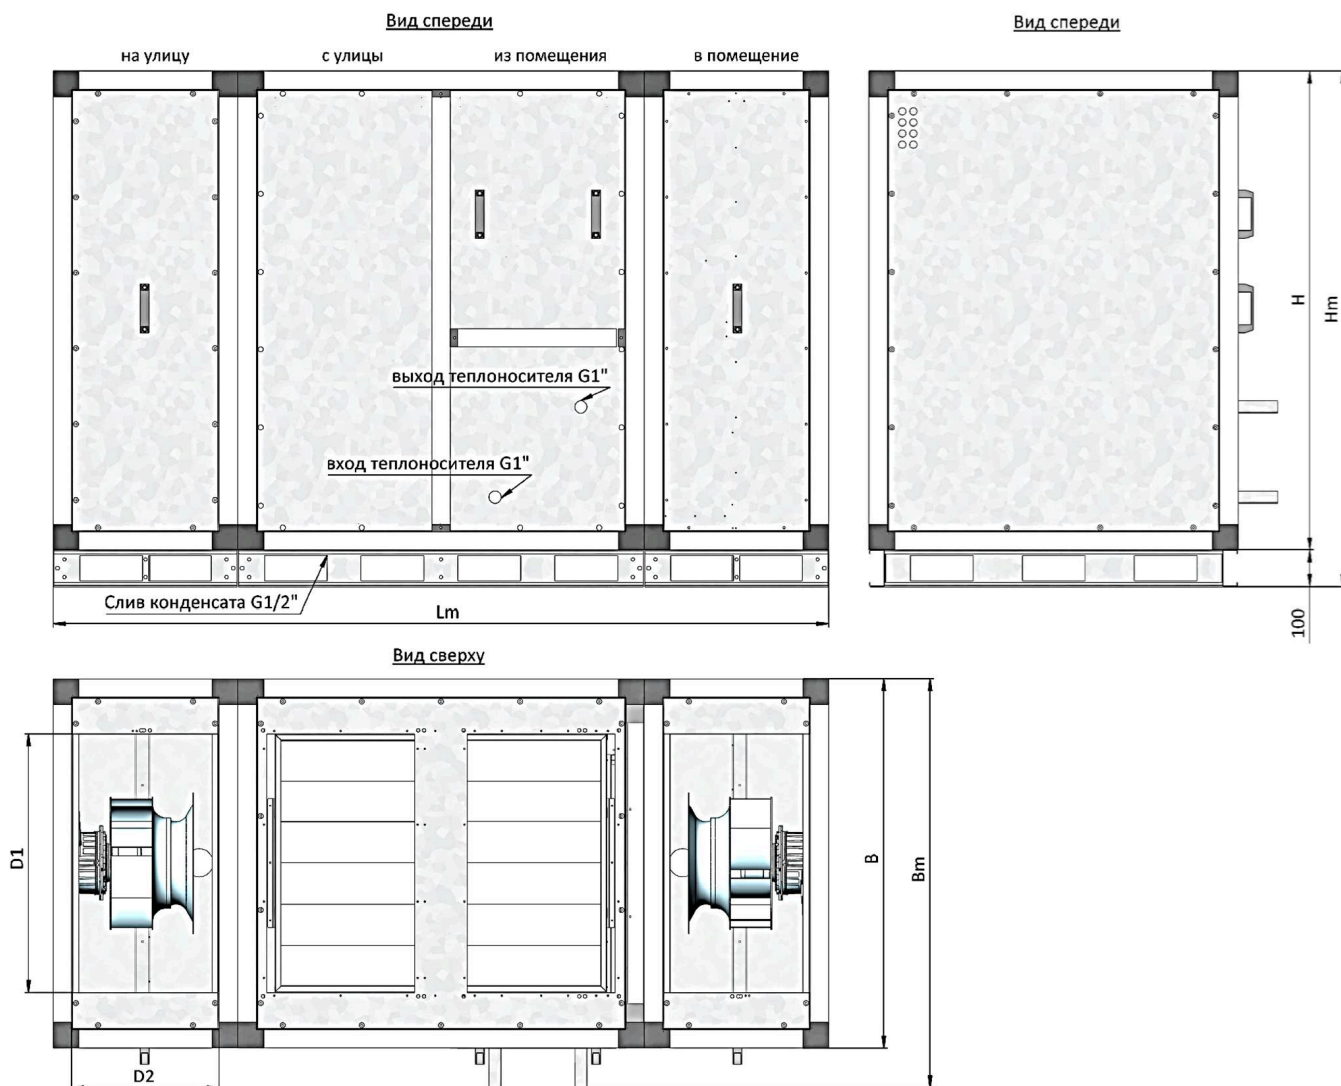 Вид спереди
Вид спереди
на улицу
с улицы
из помещения
в помещение
H
Hm
выход теплоносителя G1"
вход теплоносителя G1"
Слив конденсата G1/2"
Lm
100
Вид сверху
D1
B
Bm
D2